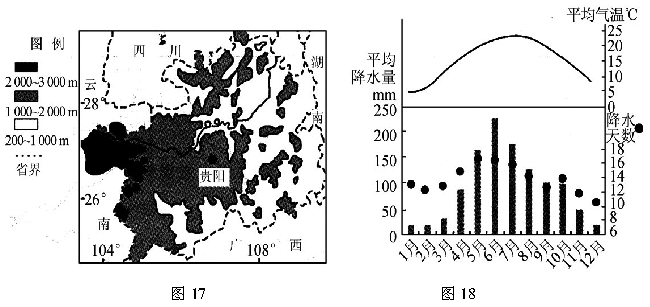 图例
2 000~3 000 m
1 000~2 000 m
200~1 000 m
省界
四川
云
南
湖
南
贵阳
广西
28
26°
104°
108°
图 17
平均气温℃
25
20
15
10
5
0
平均
降水量
mm
250
200
150
100
50
0
降水
天数
18
16
14
12
10
8
6
1月
2月
3月
4月
5月
6月
7月
8月
9月
10月
11月
12月
图 18